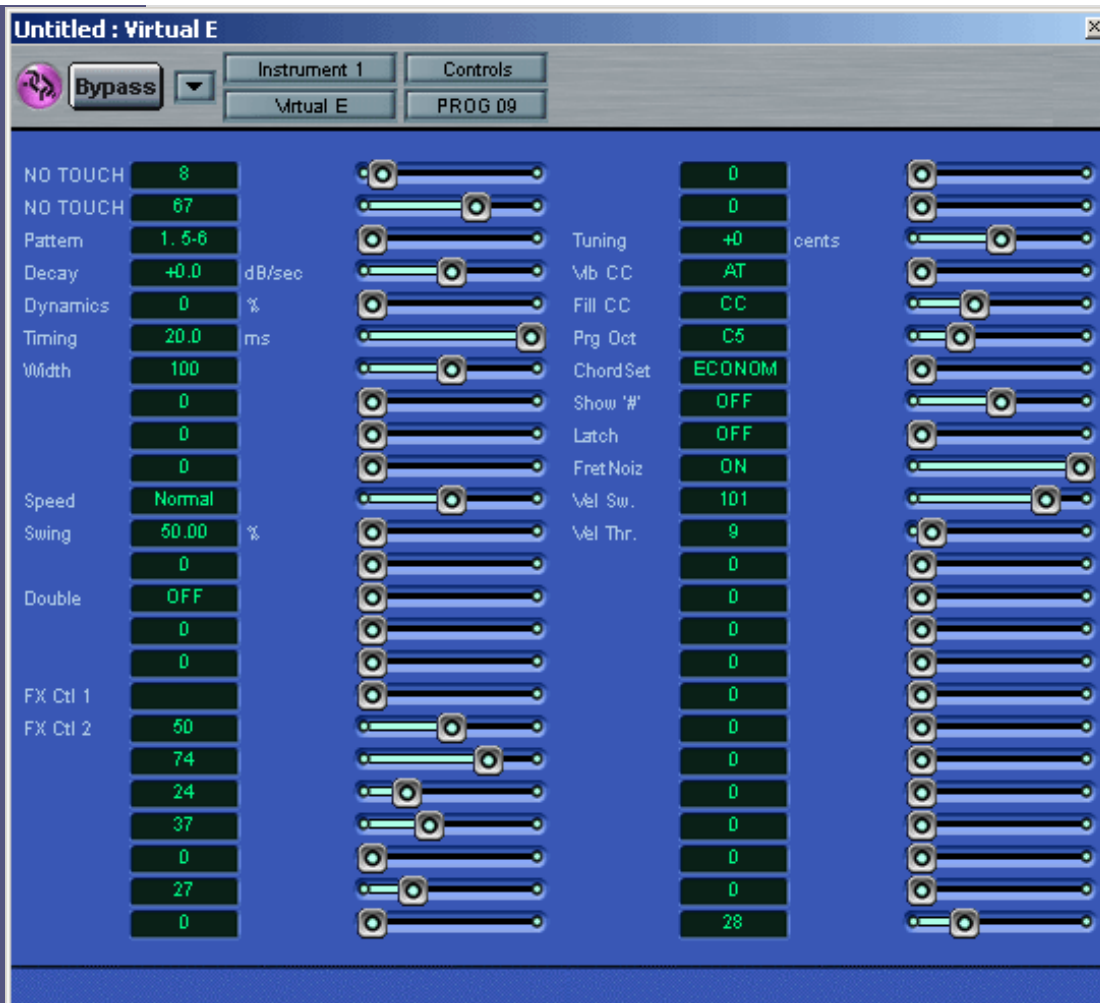 Untitled : Virtual E
Bypass Instrument 1 Controls
Virtual E PROG 09
NO TOUCH 8 0
NO TOUCH 67 0
Pattern 1. 5-6 Tuning +0 cents
Decay +0.0 dB/sec Vib CC AT
Dynamics 0 % Fill CC CC
Timing 20.0 ms Prg Oct C5
Width 100 ChordSet ECONOM
0 Show '#' OFF
0 Latch OFF
0 FretNoiz ON
Speed Normal Vel Sw. 101
Swing 50.00 % Vel Thr. 9
0 0
Double OFF 0
0 0
0 0
FX Ctl 1 0
FX Ctl 2 50 0
74 0
24 0
37 0
0 0
27 0
0 28